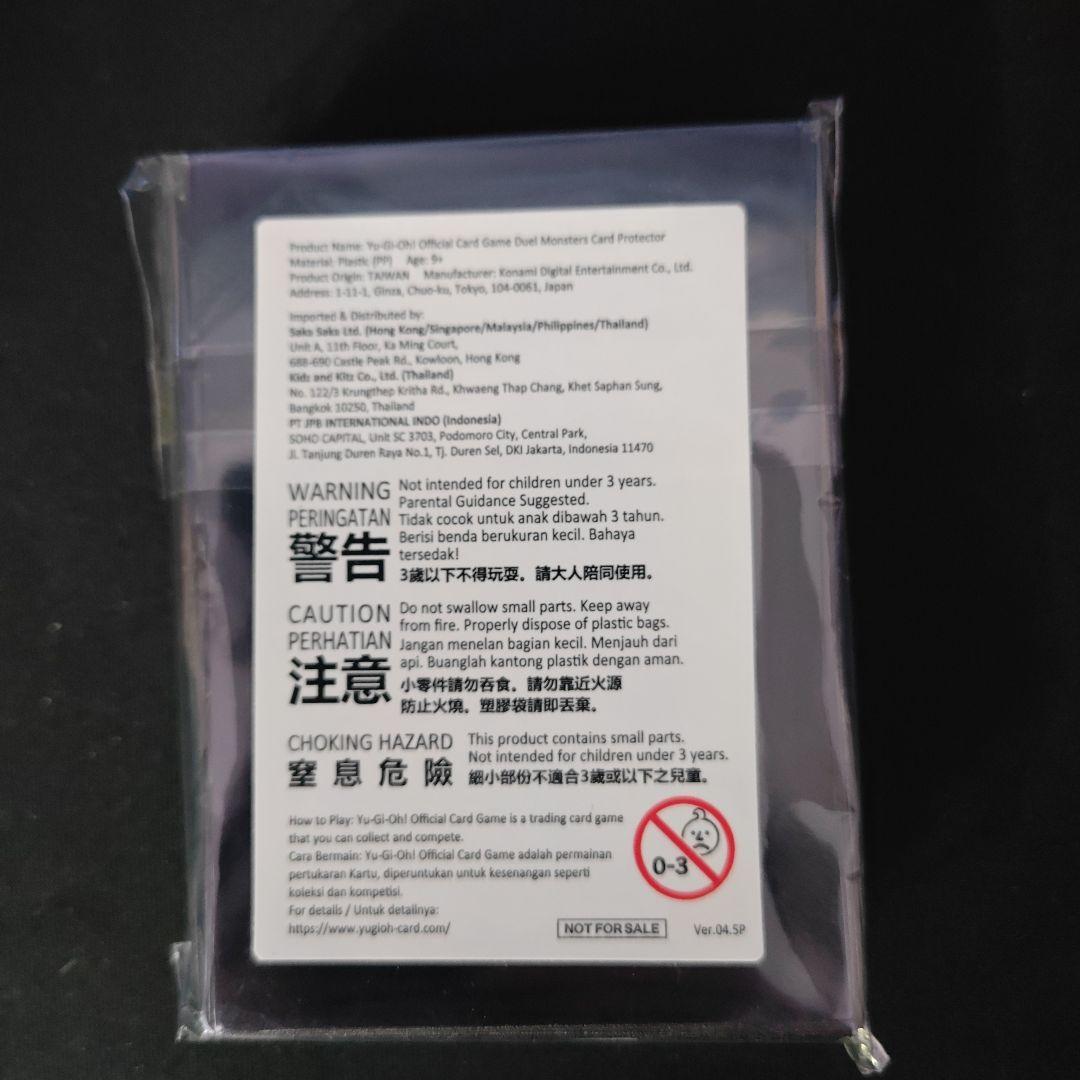 Product Name: Yu-Gi-Oh! Official Card Game Duel Monsters Card Protector
Material: Plastic (PP) Age: 9+
Product Origin: TAIWAN Manufacturer: Konami Digital Entertainment Co., Ltd.
Address: 1-11-1, Ginza, Chuo-ku, Tokyo, 104-0061, Japan
Imported & Distributed by:
Saks Saks Ltd. (Hong Kong/Singapore/Malaysia/Philippines/Thailand)
Unit A, 11th Floor, Ka Ming Court,
688-690 Castle Peak Rd., Kowloon, Hong Kong
Kidz and Kitz Co., Ltd. (Thailand)
No. 122/3 Krungthep Kritha Rd., Khwaeng Thap Chang, Khet Saphan Sung,
Bangkok 10250, Thailand
PT JPB INTERNATIONAL INDO (Indonesia)
SOHO CAPITAL, Unit SC 3703, Podomoro City, Central Park,
Jl. Tanjung Duren Raya No.1, Tj. Duren Sel, DKI Jakarta, Indonesia 11470
WARNING
PERINGATAN
警告
Not intended for children under 3 years.
Parental Guidance Suggested.
Tidak cocok untuk anak dibawah 3 tahun.
Berisi benda berukuran kecil. Bahaya
tersedak!
3歲以下不得玩耍。請大人陪同使用。
CAUTION
PERHATIAN
注意
Do not swallow small parts. Keep away
from fire. Properly dispose of plastic bags.
Jangan menelan bagian kecil. Menjauh dari
api. Buanglah kantong plastik dengan aman.
小零件請勿吞食。請勿靠近火源
防止火燒。塑膠袋請即丟棄。
CHOKING HAZARD
窒息危險
This product contains small parts.
Not intended for children under 3 years.
細小部份不適合3歲或以下之兒童。
How to Play: Yu-Gi-Oh! Official Card Game is a trading card game
that you can collect and compete.
Cara Bermain: Yu-Gi-Oh! Official Card Game adalah permainan
pertukaran Kartu, diperuntukan untuk kesenangan seperti
koleksi dan kompetisi.
For details / Untuk detailnya:
https://www.yugioh-card.com/
0-3
NOT FOR SALE
Ver.04.5P